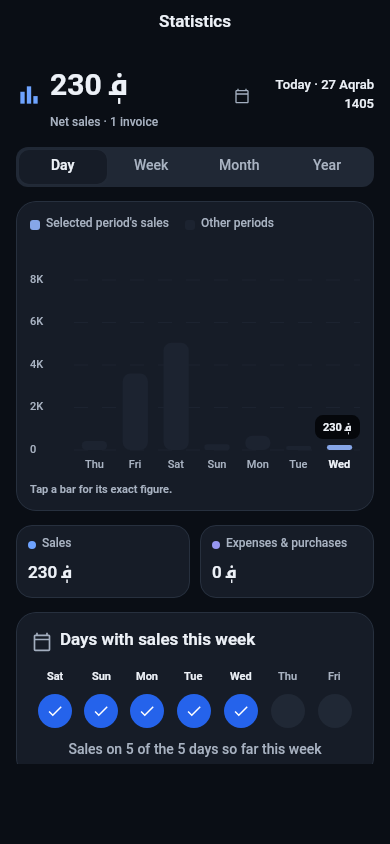 Statistics
230 ؋
Net sales · 1 invoice
Today · 27 Aqrab
1405
Day
Week
Month
Year
Selected period's sales
Other periods
8K
6K
4K
2K
0
230 ؋
Thu
Fri
Sat
Sun
Mon
Tue
Wed
Tap a bar for its exact figure.
Sales
230 ؋
Expenses & purchases
0 ؋
Days with sales this week
Sat
Sun
Mon
Tue
Wed
Thu
Fri
Sales on 5 of the 5 days so far this week